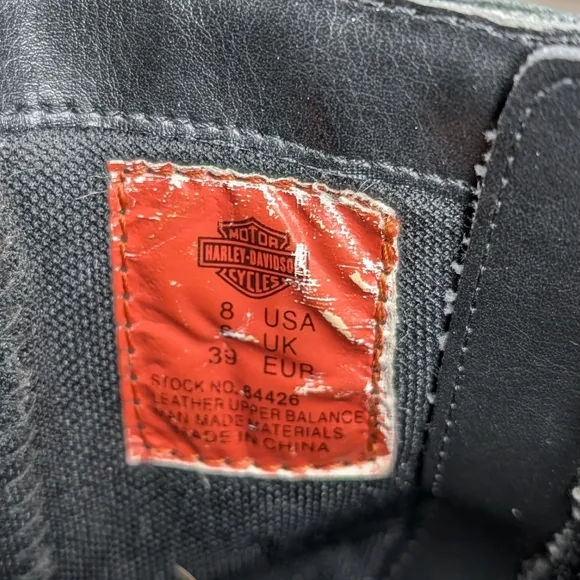 MOTOR
HARLEY-DAVIDSON
CYCLES
8 USA
UK
39 EUR
STOCK NO. 84426
LEATHER UPPER BALANCE
MAN MADE MATERIALS
MADE IN CHINA